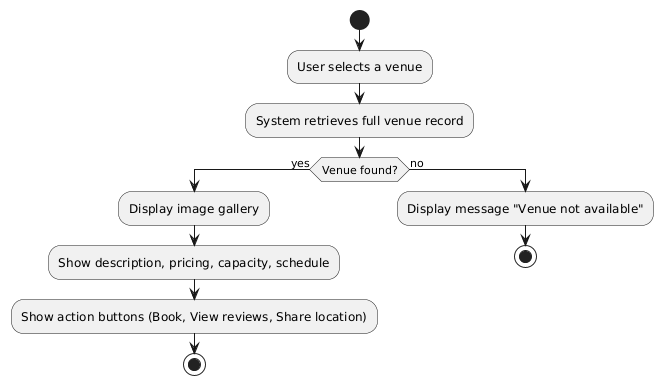 User selects a venue
System retrieves full venue record
Venue found?
yes
no
Display image gallery
Display message "Venue not available"
Show description, pricing, capacity, schedule
Show action buttons (Book, View reviews, Share location)